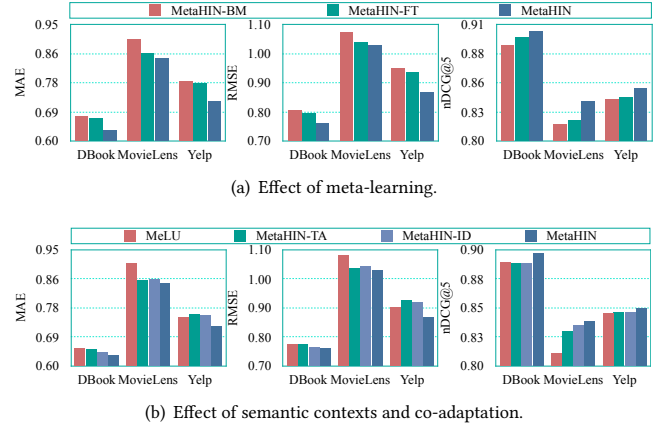 MetaHIN-BM MetaHIN-FT MetaHIN
MAE
0.95
0.86
0.78
0.69
0.60
DBook MovieLens Yelp
RMSE
1.10
1.00
0.90
0.80
0.70
DBook MovieLens Yelp
nDCG@5
0.91
0.88
0.86
0.83
0.80
DBook MovieLens Yelp
(a) Effect of meta-learning.
MeLU MetaHIN-TA MetaHIN-ID MetaHIN
MAE
0.95
0.86
0.78
0.69
0.60
DBook MovieLens Yelp
RMSE
1.10
1.00
0.90
0.80
0.70
DBook MovieLens Yelp
nDCG@5
0.90
0.88
0.85
0.83
0.80
DBook MovieLens Yelp
(b) Effect of semantic contexts and co-adaptation.